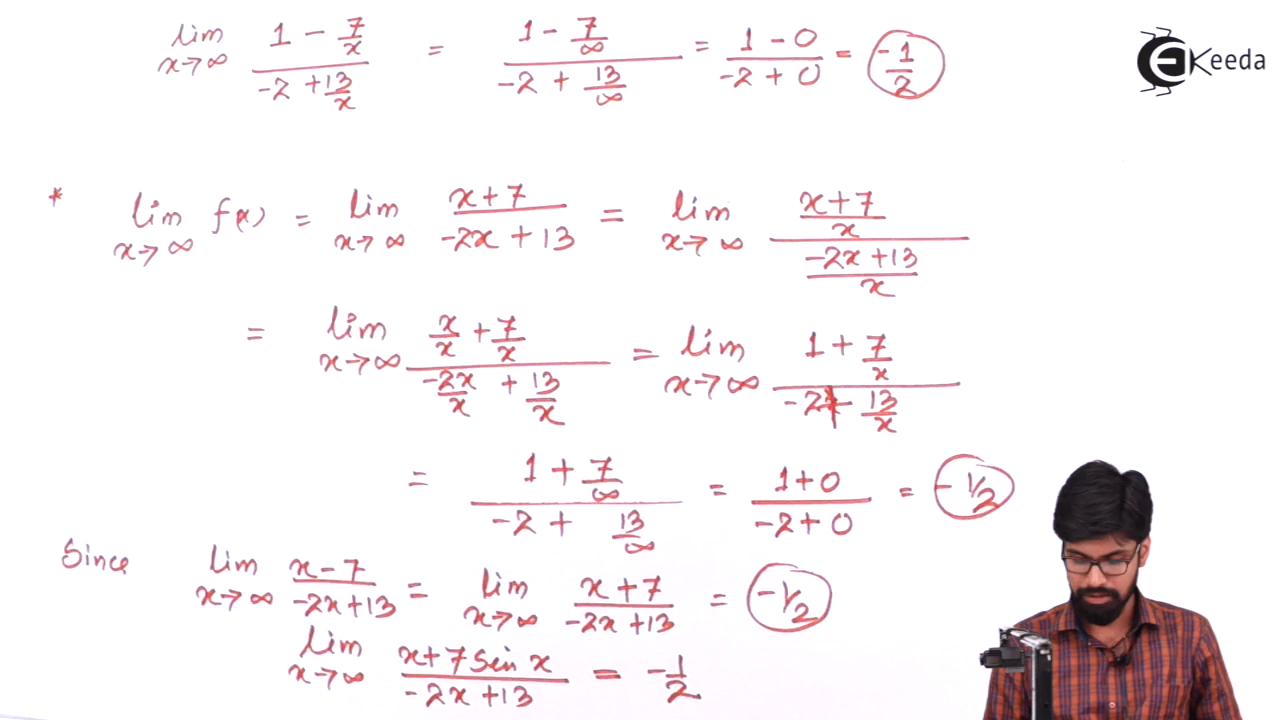 lim x→∞ (1 - 7/x)/(-2 + 13/x) = (1 - 7/∞)/(-2 + 13/∞) = (1 - 0)/(-2 + 0) = -1/2
EKeeda
* lim x→∞ f(x) = lim x→∞ (x+7)/(-2x+13) = lim x→∞ ((x+7)/x)/((-2x+13)/x)
= lim x→∞ (x/x + 7/x)/(-2x/x + 13/x) = lim x→∞ (1 + 7/x)/(-2 + 13/x)
= (1 + 7/∞)/(-2 + 13/∞) = (1+0)/(-2+0) = -1/2
Since lim x→∞ (x-7)/(-2x+13) = lim x→∞ (x+7)/(-2x+13) = -1/2
lim x→∞ (x+7 sin x)/(-2x+13) = -1/2